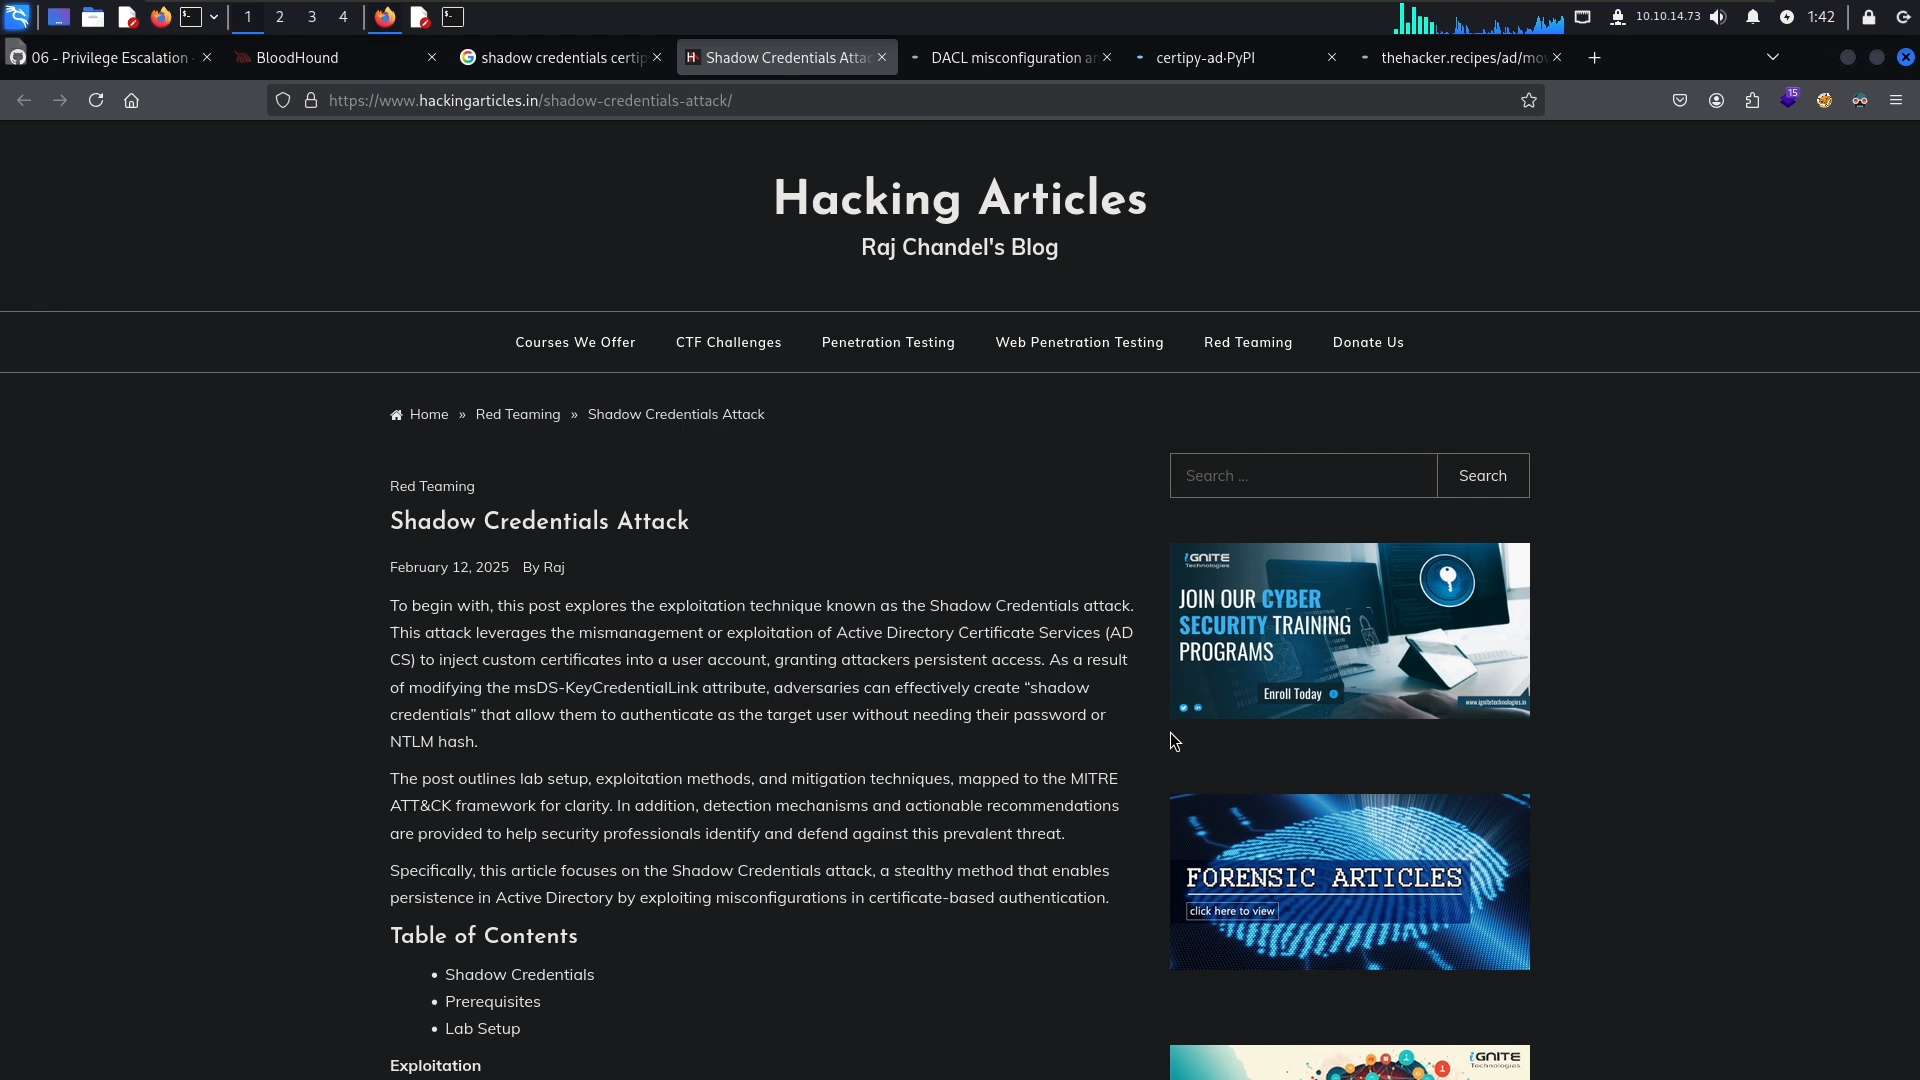 1 2 3 4 10.10.14.73 1:42
06 - Privilege Escalation
BloodHound
shadow credentials certip
Shadow Credentials Attac
DACL misconfiguration an
certipy-ad·PyPI
thehacker.recipes/ad/mov
https://www.hackingarticles.in/shadow-credentials-attack/
15
Hacking Articles
Raj Chandel's Blog
Courses We Offer CTF Challenges Penetration Testing Web Penetration Testing Red Teaming Donate Us
Home » Red Teaming » Shadow Credentials Attack
Search ... Search
Red Teaming
Shadow Credentials Attack
February 12, 2025 By Raj
To begin with, this post explores the exploitation technique known as the Shadow Credentials attack.
This attack leverages the mismanagement or exploitation of Active Directory Certificate Services (AD
CS) to inject custom certificates into a user account, granting attackers persistent access. As a result
of modifying the msDS-KeyCredentialLink attribute, adversaries can effectively create “shadow
credentials” that allow them to authenticate as the target user without needing their password or
NTLM hash.
The post outlines lab setup, exploitation methods, and mitigation techniques, mapped to the MITRE
ATT&CK framework for clarity. In addition, detection mechanisms and actionable recommendations
are provided to help security professionals identify and defend against this prevalent threat.
Specifically, this article focuses on the Shadow Credentials attack, a stealthy method that enables
persistence in Active Directory by exploiting misconfigurations in certificate-based authentication.
Table of Contents
• Shadow Credentials
• Prerequisites
• Lab Setup
Exploitation
iGNITE
Technologies
JOIN OUR CYBER
SECURITY TRAINING
PROGRAMS
Enroll Today
www.ignitetechnologies.in
FORENSIC ARTICLES
click here to view
iGNITE
Technologies